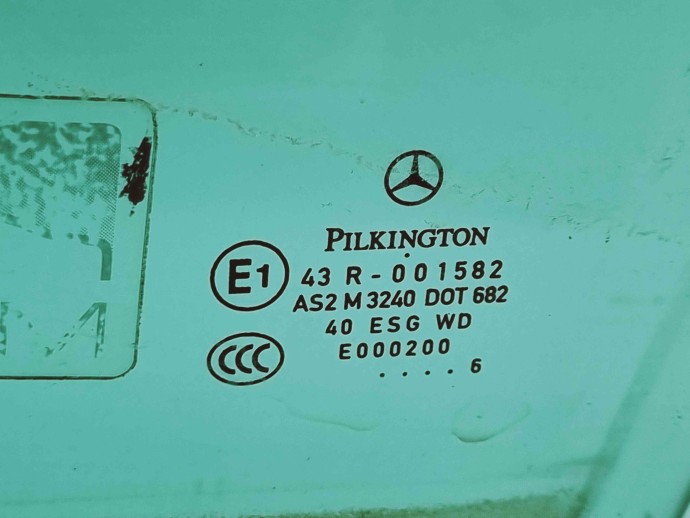 PILKINGTON
E1
43 R - 001582
AS2 M 3240 DOT 682
40 ESG WD
E000200
CCC
. . . . 6